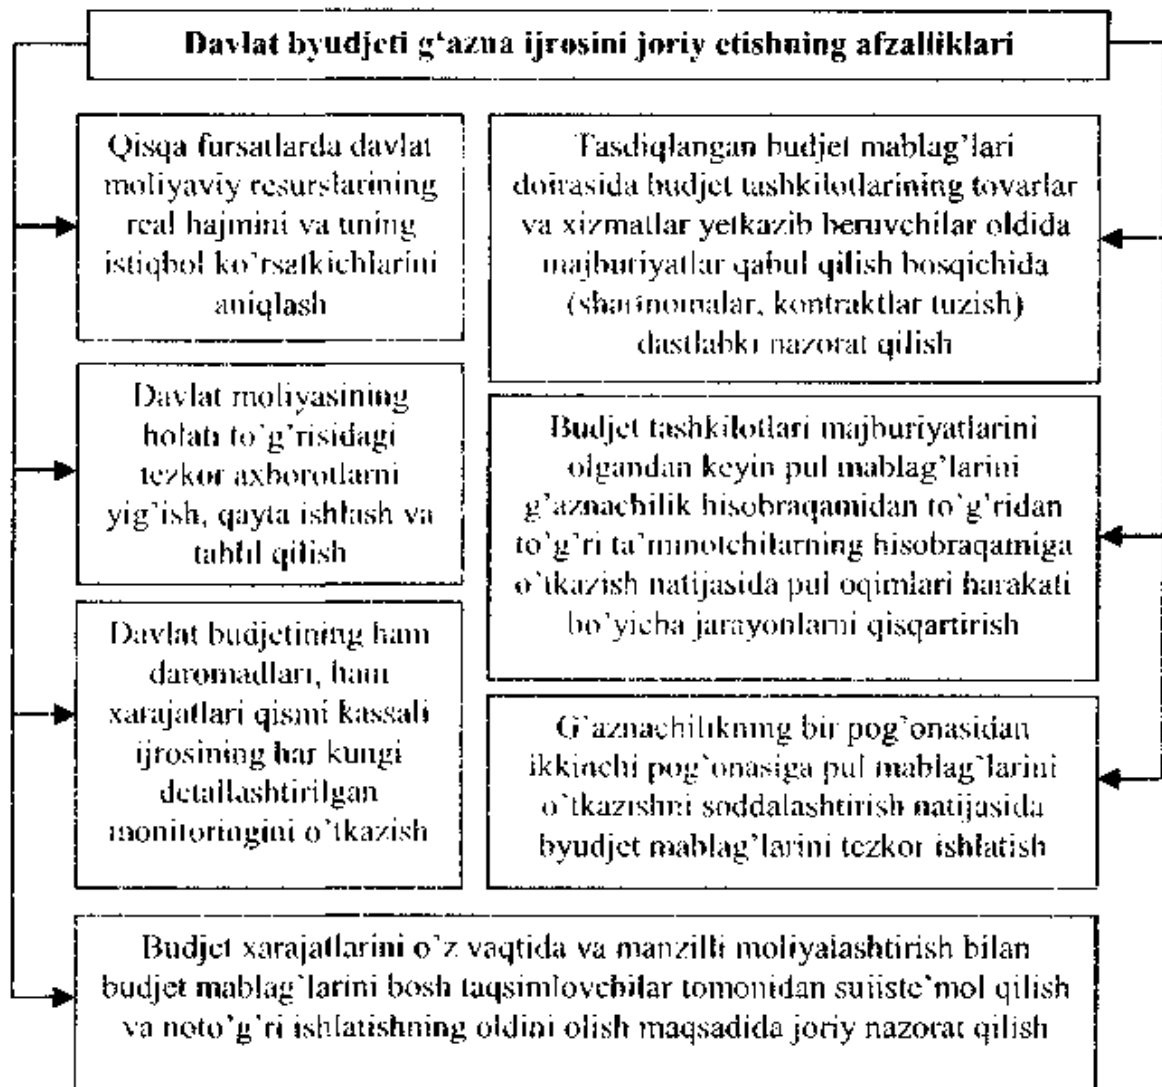 Davlat byudjeti g‘azna ijrosini joriy etishning afzalliklari
Qisqa fursatlarda davlat
moliyaviy resurslarining
real hajmini va uning
istiqbol ko’rsatkichlarini
aniqlash
Davlat moliyasining
holati to`g’risidagi
tezkor axborotlarni
yig’ish, qayta ishlash va
tahlil qilish
Davlat budjetining ham
daromadlari, ham
xarajatlari qismi kassali
ijrosining har kungi
detallashtirilgan
monitoringini o’tkazish
Tasdiqlangan budjet mablag’lari
doirasida budjet tashkilotlarining tovarlar
va xizmatlar yetkazib beruvchilar oldida
majburiyatlar qabul qilish bosqichida
(shartnomalar, kontraktlar tuzish)
dastlabki nazorat qilish
Budjet tashkilotlari majburiyatlarini
olgandan keyin pul mablag’larini
g’aznachilik hisobraqamidan to`g’ridan
to`g’ri ta’minotchilarning hisobraqamiga
o`tkazish natijasida pul oqimlari harakati
bo’yicha jarayonlarni qisqartirish
G’aznachilikning bir pog’onasidan
ikkinchi pog’onasiga pul mablag’larini
o`tkazishni soddalashtirish natijasida
byudjet mablag’larini tezkor ishlatish
Budjet xarajatlarini o’z vaqtida va manzilli moliyalashtirish bilan
budjet mablag’larini bosh taqsimlovchilar tomonidan suiiste’mol qilish
va noto’g’ri ishlatishning oldini olish maqsadida joriy nazorat qilish